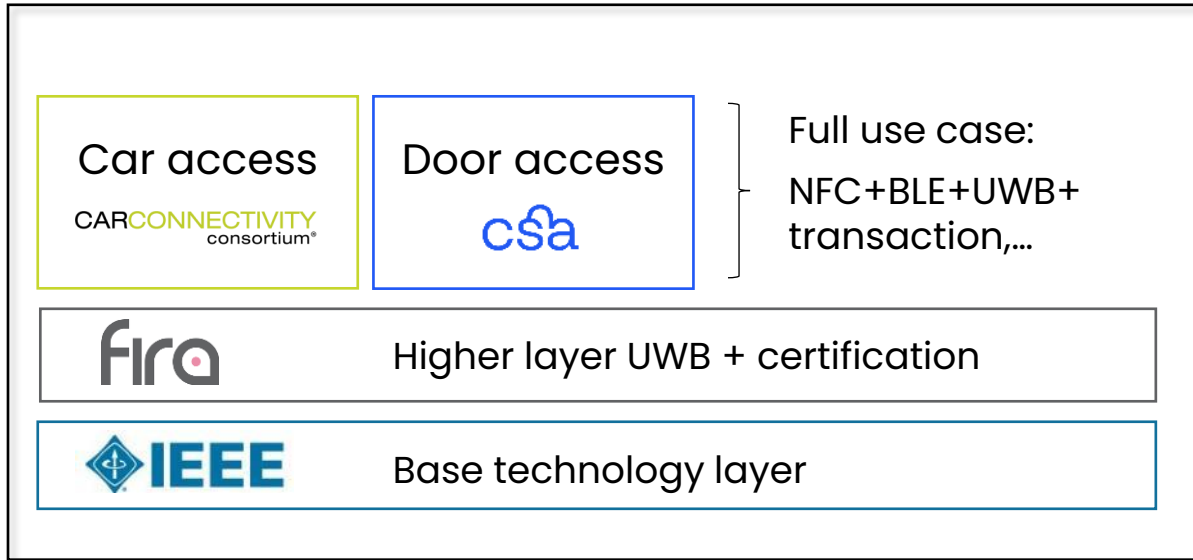 Car access
CARCONNECTIVITY
consortium®
Door access
csa
Full use case:
NFC+BLE+UWB+
transaction,...
fira
Higher layer UWB + certification
IEEE
Base technology layer